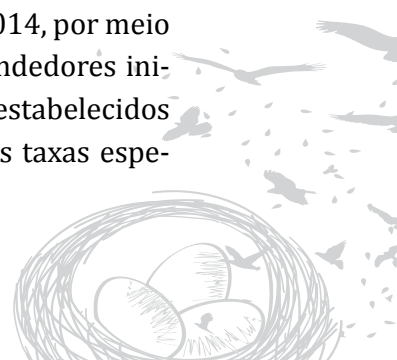 014, por meio
ndedores ini-
estabelecidos
s taxas espe-